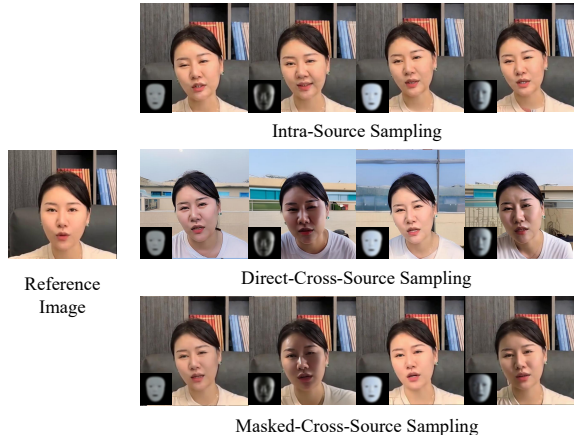 Intra-Source Sampling
Reference
Image
Direct-Cross-Source Sampling
Masked-Cross-Source Sampling